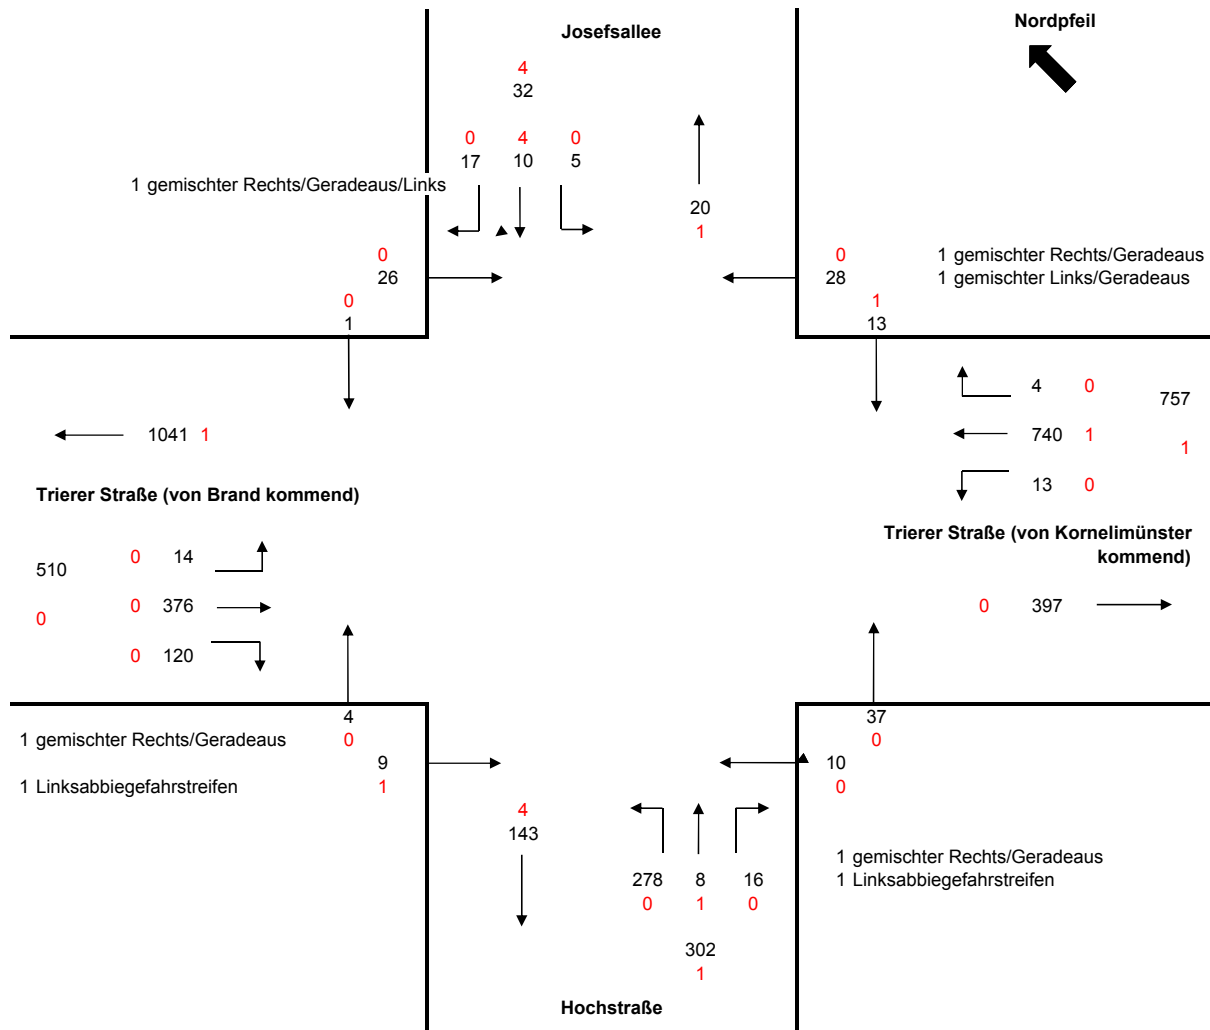 Josefsallee
Nordpfeil
4
32
0 4 0
17 10 5
1 gemischter Rechts/Geradeaus/Links
20
1
0
26
0
1
0
28
1
13
1 gemischter Rechts/Geradeaus
1 gemischter Links/Geradeaus
4 0
757
1041 1
740 1
1
13 0
Trierer Straße (von Brand kommend)
Trierer Straße (von Kornelimünster
kommend)
0 14
510
0 376
0
0 120
0 397
4
0
9
1
1 gemischter Rechts/Geradeaus
1 Linksabbiegefahrstreifen
37
0
10
0
4
143
278 8 16
0 1 0
302
1
1 gemischter Rechts/Geradeaus
1 Linksabbiegefahrstreifen
Hochstraße